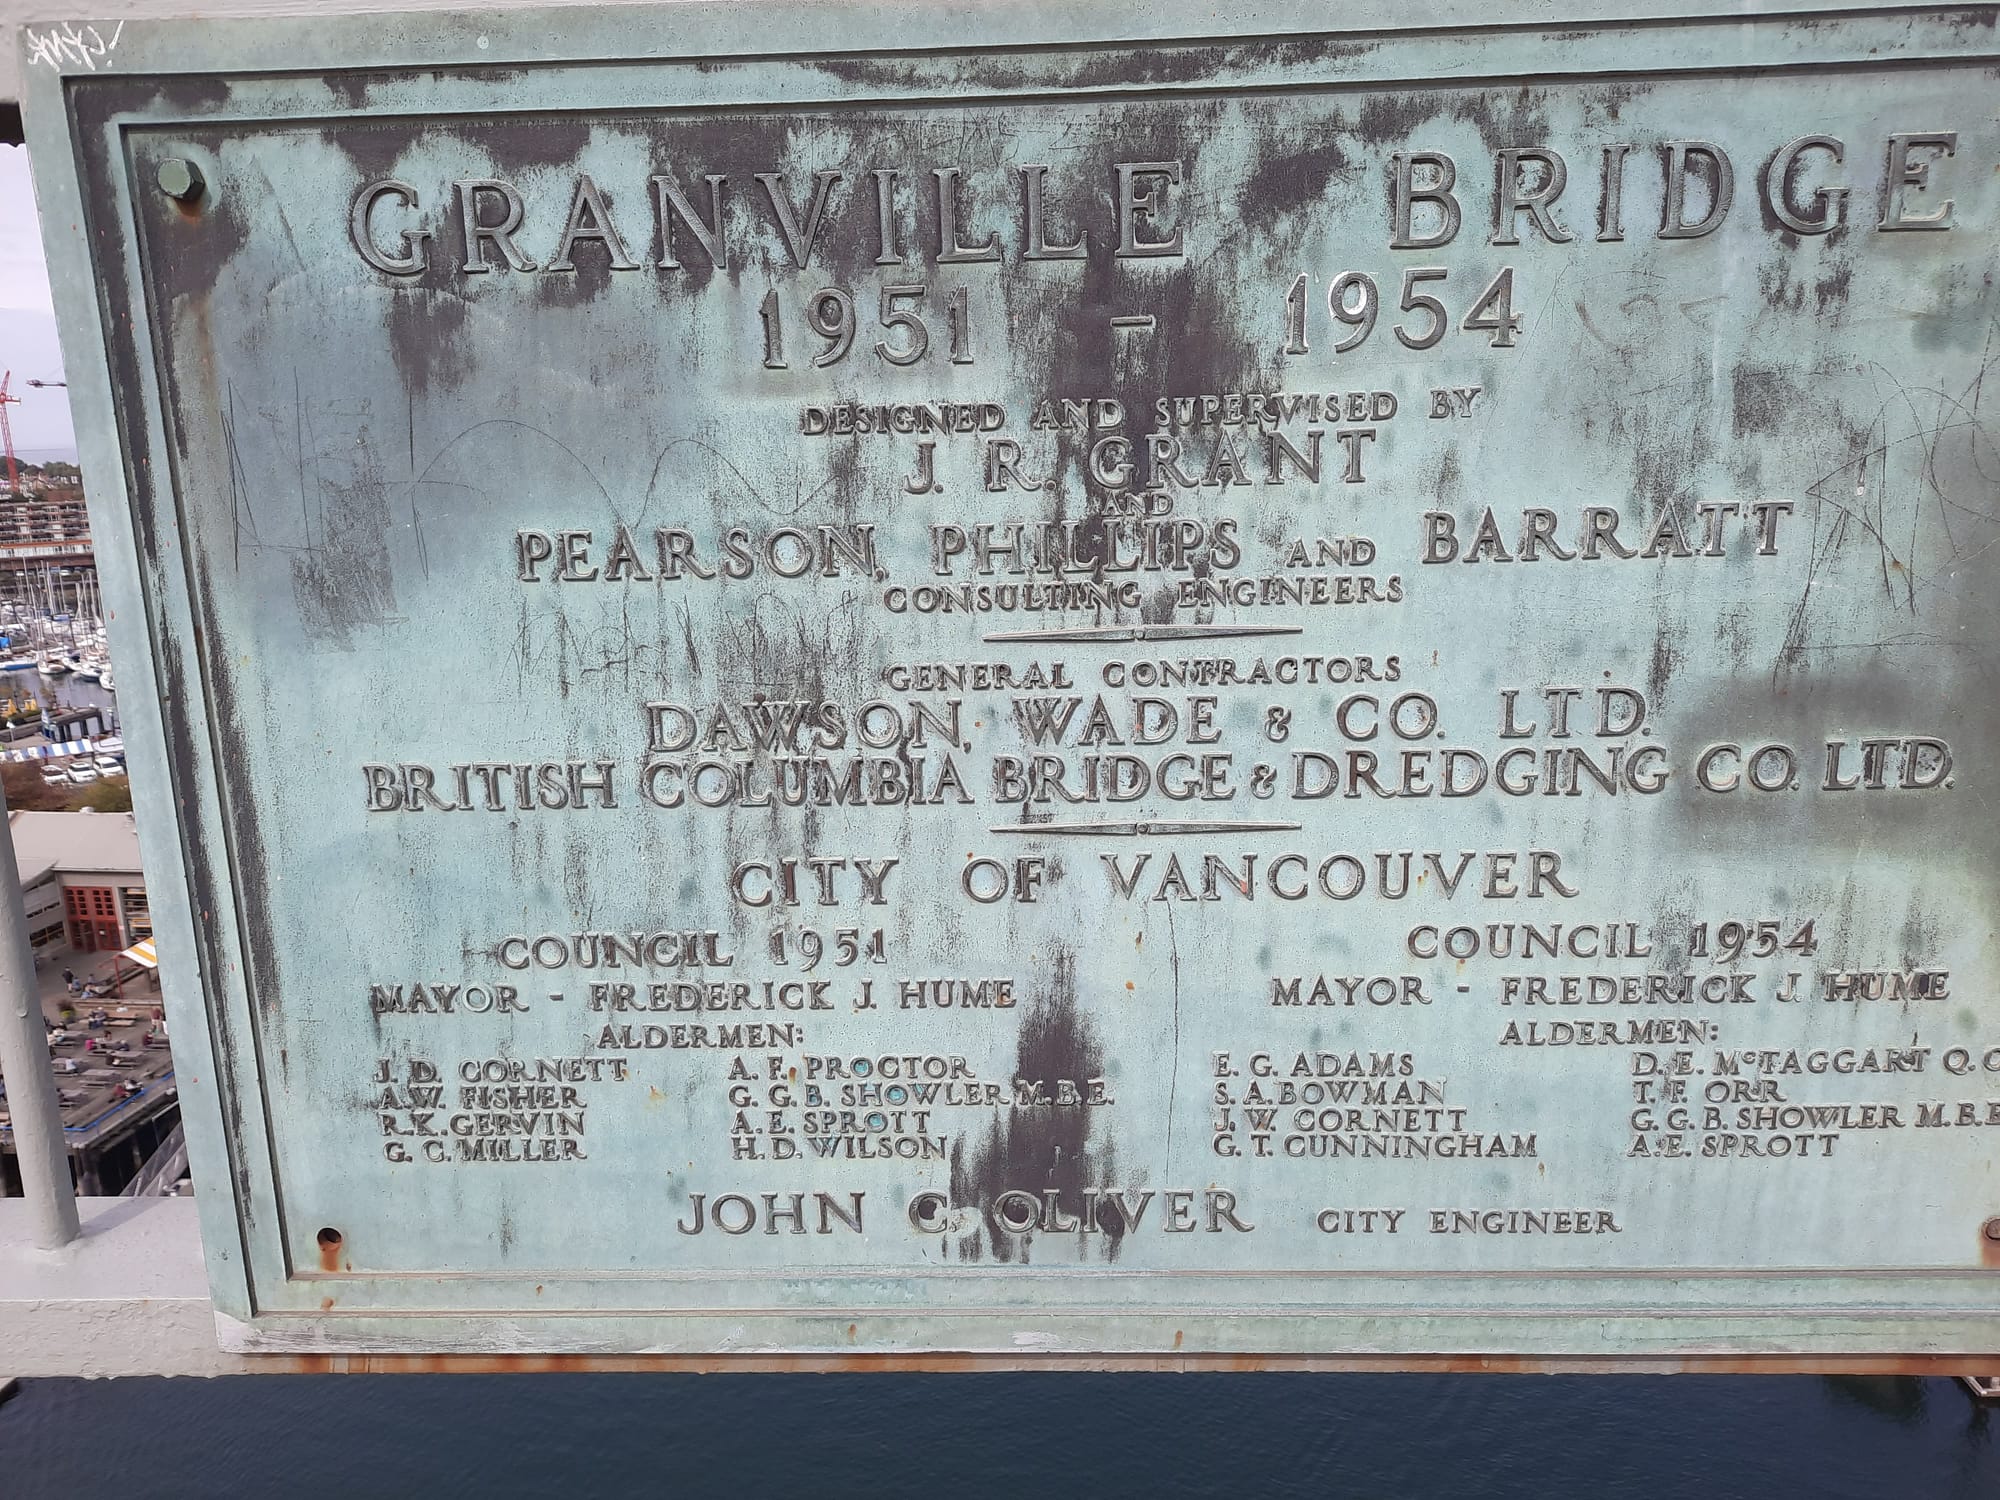 GRANVILLE BRIDGE
1951 - 1954
DESIGNED AND SUPERVISED BY
J. R. GRANT
AND
PEARSON, PHILLIPS AND BARRATT
CONSULTING ENGINEERS
GENERAL CONTRACTORS
DAWSON, WADE & CO. LTD.
BRITISH COLUMBIA BRIDGE & DREDGING CO. LTD.
CITY OF VANCOUVER
COUNCIL 1951
MAYOR - FREDERICK J. HUME
ALDERMEN:
J. D. CORNETT A. F. PROCTOR
A. W. FISHER G. G. B. SHOWLER M. B. E.
R. K. GERVIN A. E. SPROTT
G. C. MILLER H. D. WILSON
COUNCIL 1954
MAYOR - FREDERICK J. HUME
ALDERMEN:
E. G. ADAMS D. E. McTAGGART Q. C
S. A. BOWMAN T. F. ORR
J. W. CORNETT G. G. B. SHOWLER M. B. E
G. T. CUNNINGHAM A. E. SPROTT
JOHN C. OLIVER CITY ENGINEER